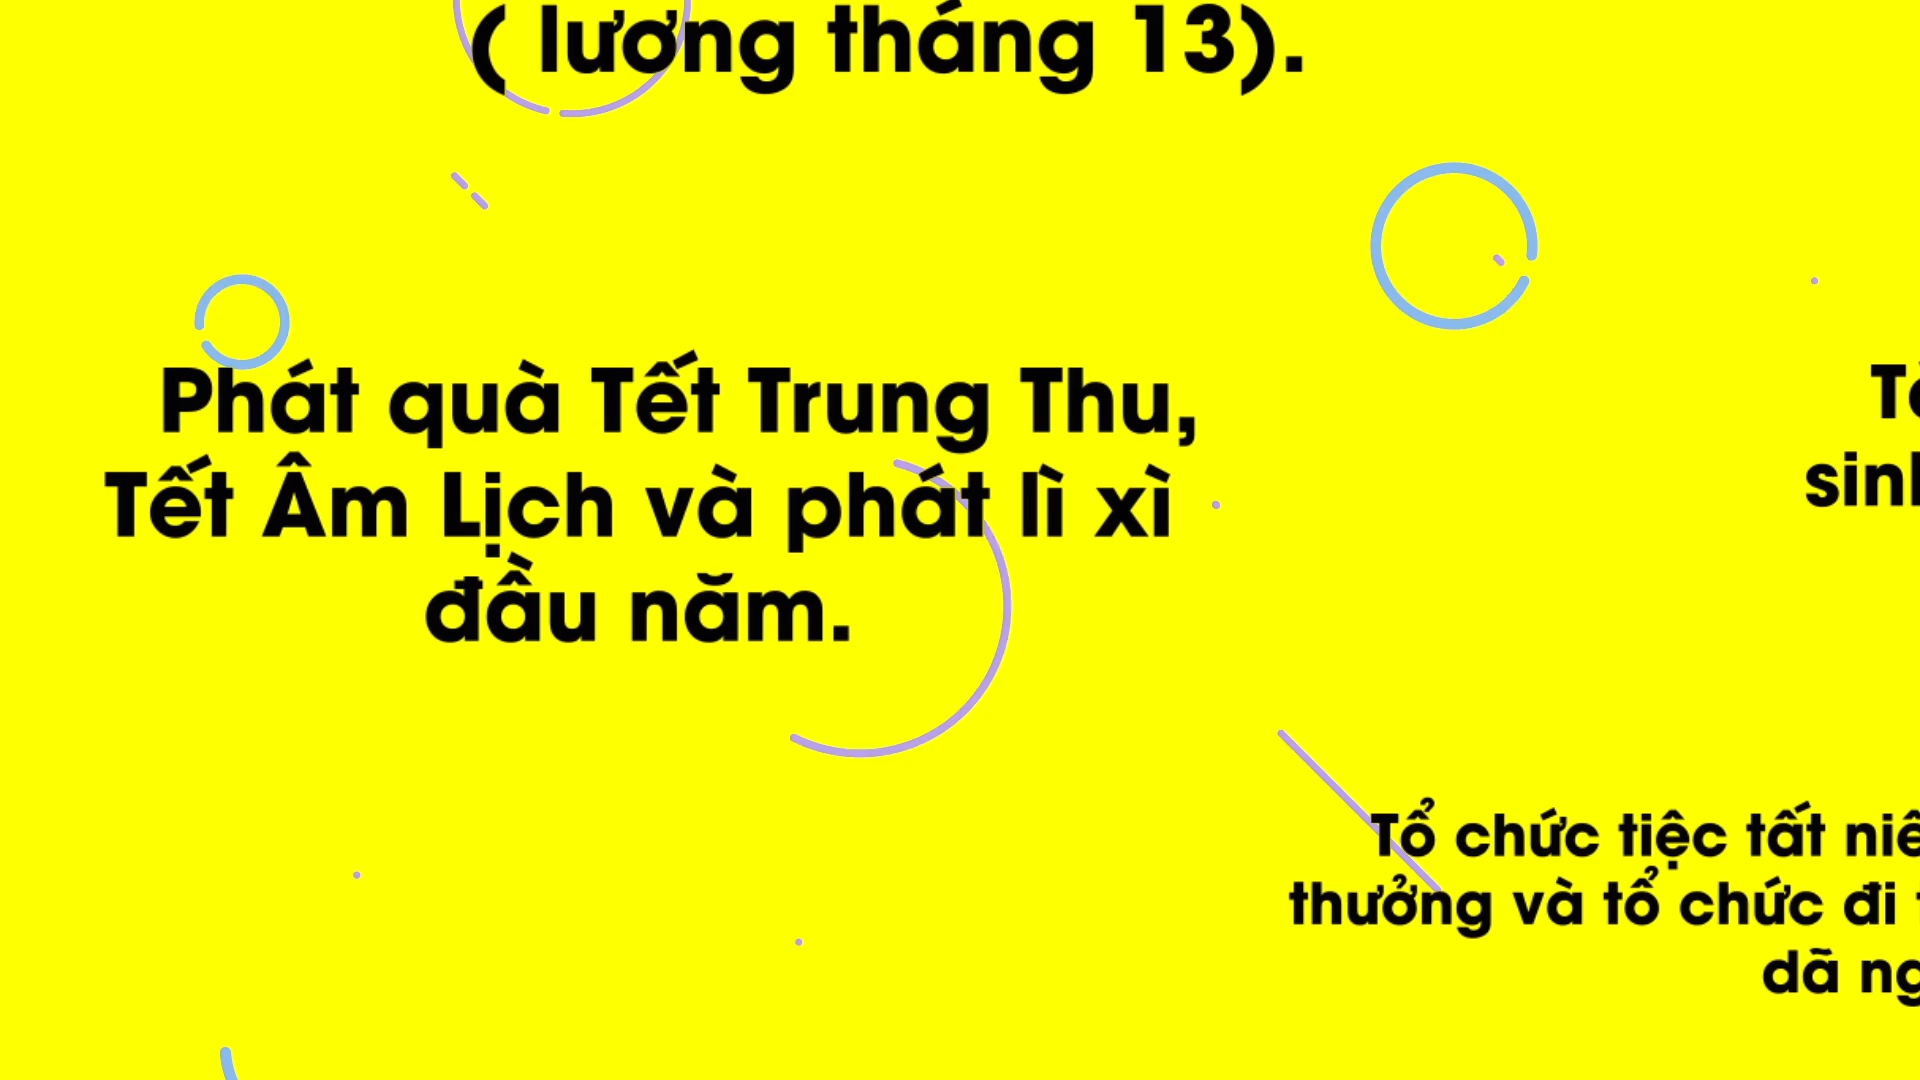 ( lương tháng 13).
Phát quà Tết Trung Thu,
Tết Âm Lịch và phát lì xì
đầu năm.
Tổ chức tiệc tất
thưởng và tổ chức đi
dã